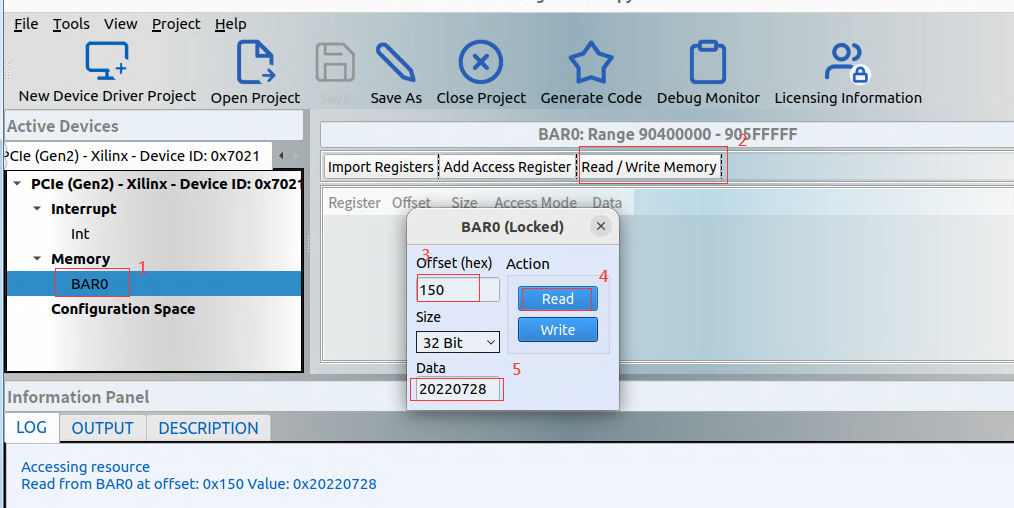 File Tools View Project Help
New Device Driver Project Open Project Save Save As Close Project Generate Code Debug Monitor Licensing Information
Active Devices
PCIe (Gen2) - Xilinx - Device ID: 0x7021
PCIe (Gen2) - Xilinx - Device ID: 0x7021
Interrupt
Int
Memory
BAR0 1
Configuration Space
BAR0: Range 90400000 - 905FFFFF
2
Import Registers Add Access Register Read / Write Memory
Register Offset Size Access Mode Data
BAR0 (Locked)
3
Offset (hex) Action
4
150 Read
Size
Write
32 Bit
Data 5
20220728
Information Panel
LOG OUTPUT DESCRIPTION
Accessing resource
Read from BAR0 at offset: 0x150 Value: 0x20220728